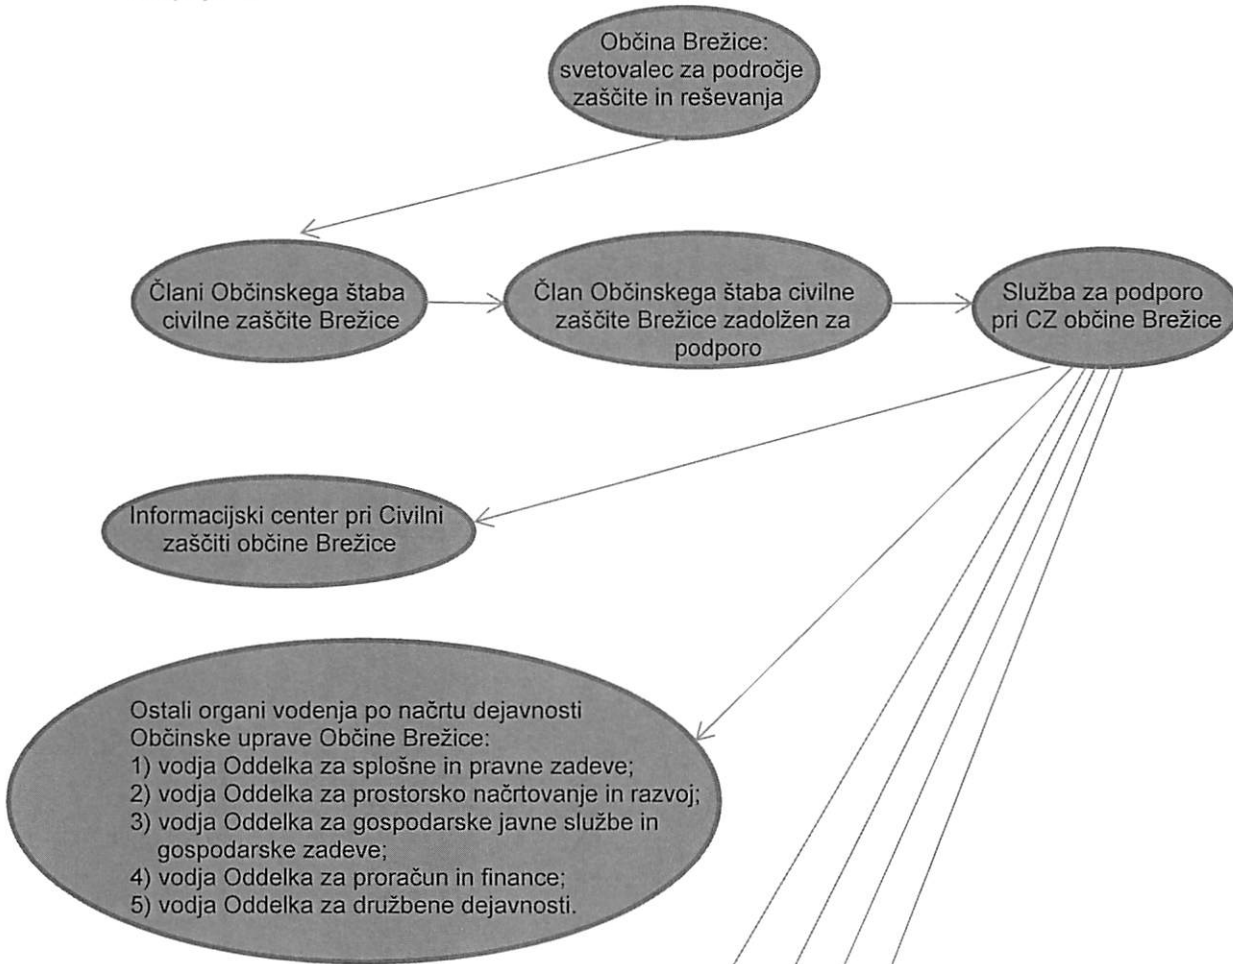 Občina Brežice:
svetovalec za področje
zaščite in reševanja
Člani Občinskega štaba
civilne zaščite Brežice
Član Občinskega štaba civilne
zaščite Brežice zadolžen za
podporo
Služba za podporo
pri CZ občine Brežice
Informacijski center pri Civilni
zaščiti občine Brežice
Ostali organi vodenja po načrtu dejavnosti
Občinske uprave Občine Brežice:
1) vodja Oddelka za splošne in pravne zadeve;
2) vodja Oddelka za prostorsko načrtovanje in razvoj;
3) vodja Oddelka za gospodarske javne službe in
gospodarske zadeve;
4) vodja Oddelka za proračun in finance;
5) vodja Oddelka za družbene dejavnosti.